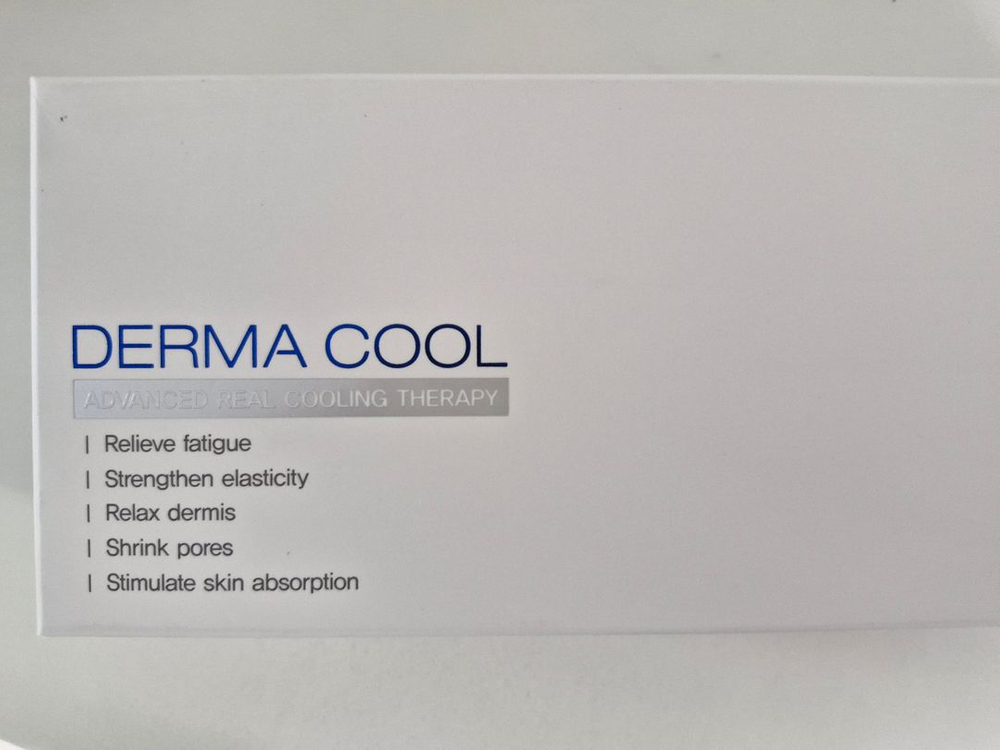 DERMA COOL
ADVANCED REAL COOLING THERAPY
| Relieve fatigue
| Strengthen elasticity
| Relax dermis
| Shrink pores
| Stimulate skin absorption